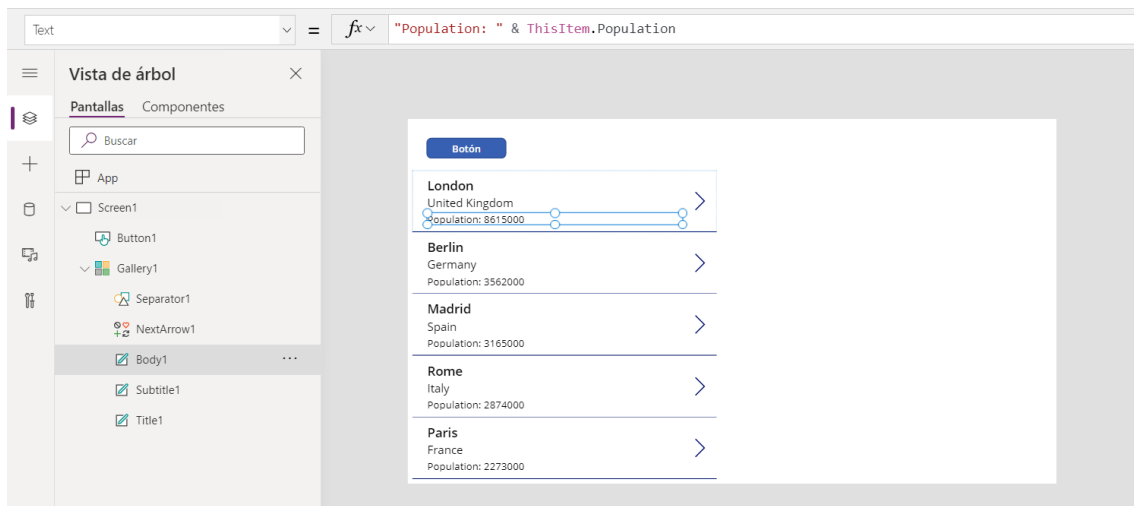 Text
=
fx
"Population: " & ThisItem.Population
Vista de árbol
Pantallas Componentes
Buscar
App
Screen1
Button1
Gallery1
Separator1
NextArrow1
Body1 ...
Subtitle1
Title1
Botón
London
United Kingdom
Population: 8615000
Berlin
Germany
Population: 3562000
Madrid
Spain
Population: 3165000
Rome
Italy
Population: 2874000
Paris
France
Population: 2273000